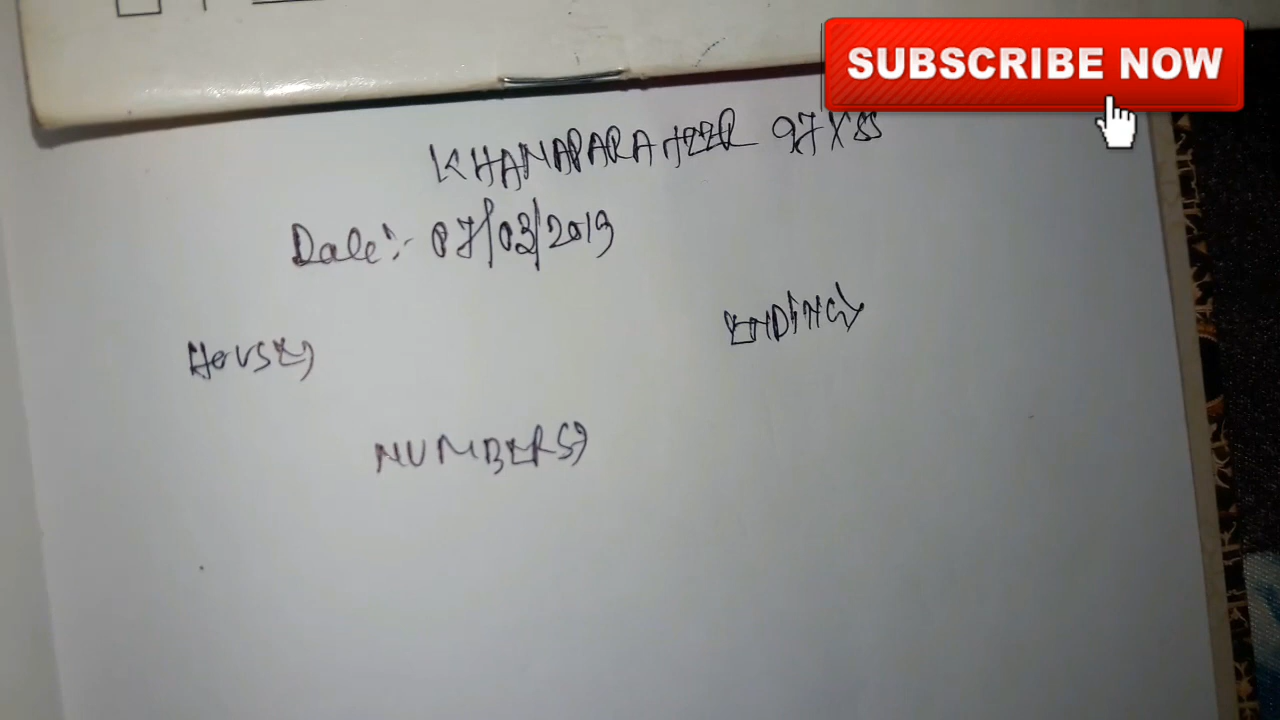 SUBSCRIBE NOW
KHANAPARA TEER
Date:- 07/03/2019
ENDING
HOUSE
NUMBERS